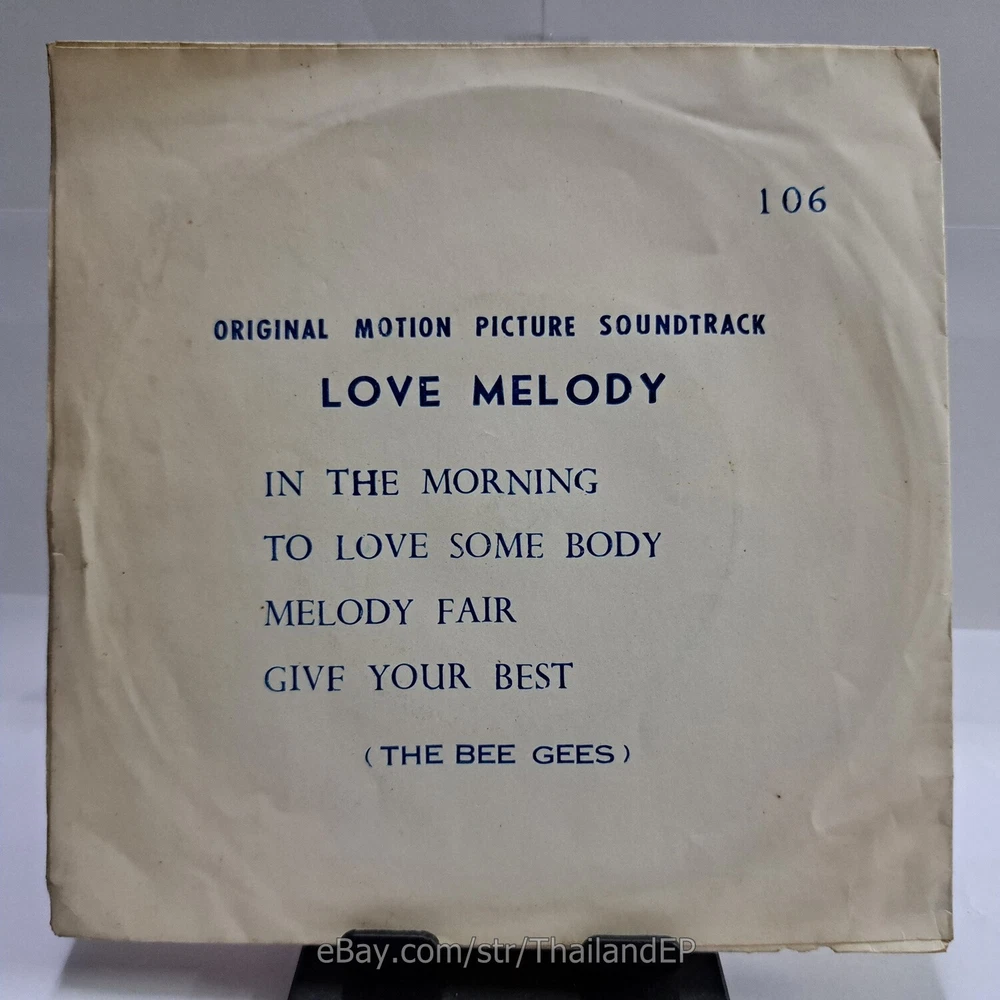 106
ORIGINAL MOTION PICTURE SOUNDTRACK
LOVE MELODY
IN THE MORNING
TO LOVE SOME BODY
MELODY FAIR
GIVE YOUR BEST
(THE BEE GEES)
eBay.com/str/ThailandEP